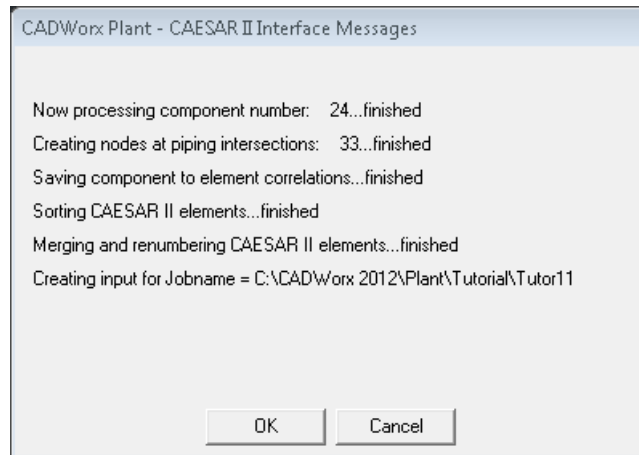 CADWorx Plant - CAESAR II Interface Messages
Now processing component number: 24...finished
Creating nodes at piping intersections: 33...finished
Saving component to element correlations...finished
Sorting CAESAR II elements...finished
Merging and renumbering CAESAR II elements...finished
Creating input for Jobname = C:\CADWorx 2012\Plant\Tutorial\Tutor11
OK Cancel